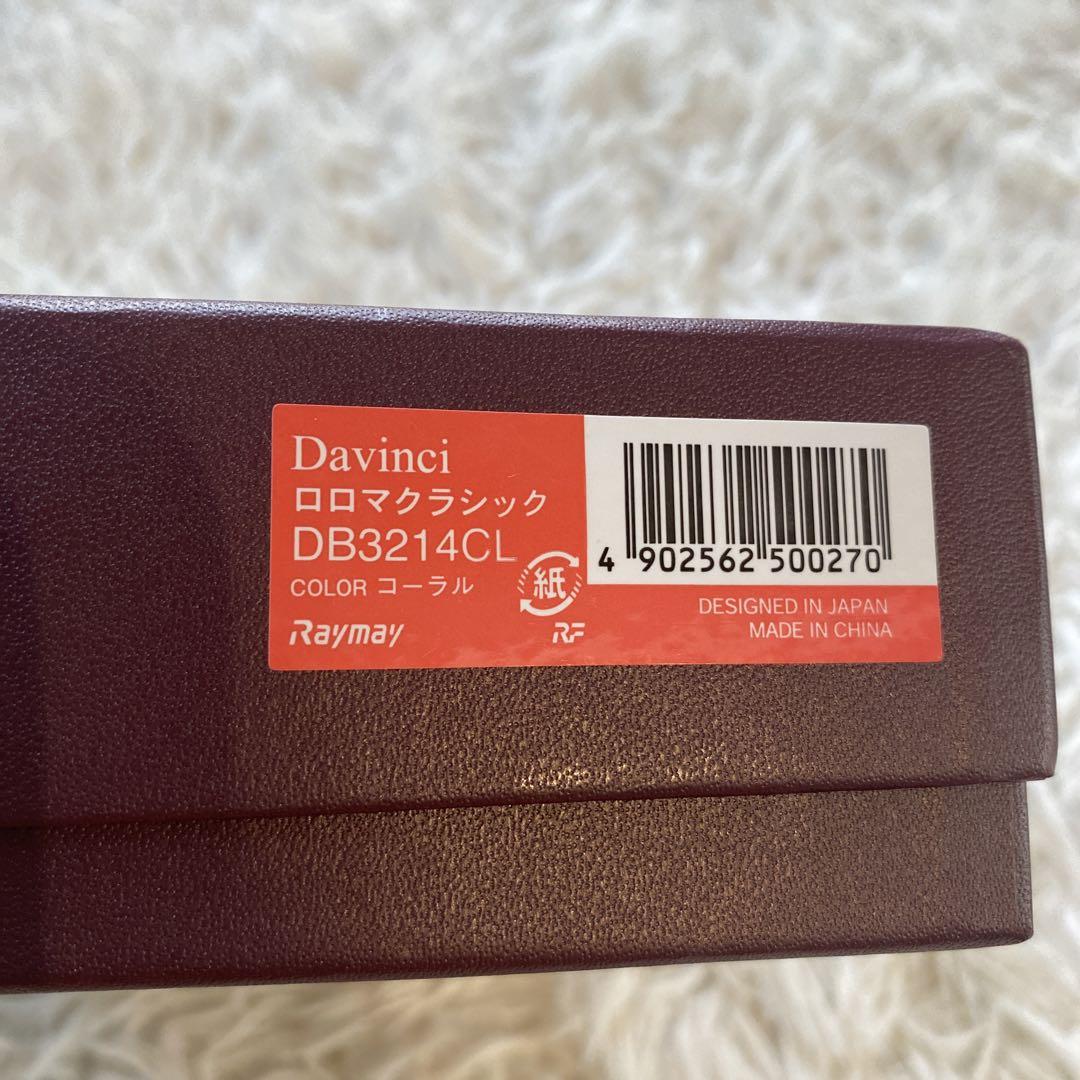 Davinci
ロロマクラシック
DB3214CL
COLOR コーラル
Raymay
紙
RF
4 902562 500270
DESIGNED IN JAPAN
MADE IN CHINA